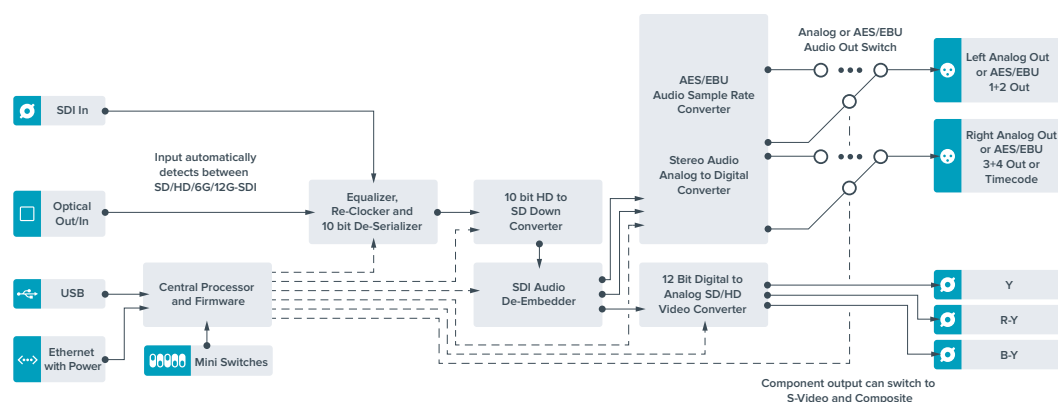 SDI In
Optical
Out/In
USB
Ethernet
with Power
Input automatically
detects between
SD/HD/6G/12G-SDI
Central Processor
and Firmware
Mini Switches
Equalizer,
Re-Clocker and
10 bit De-Serializer
10 bit HD to
SD Down
Converter
SDI Audio
De-Embedder
AES/EBU
Audio Sample Rate
Converter
Stereo Audio
Analog to Digital
Converter
12 Bit Digital to
Analog SD/HD
Video Converter
Analog or AES/EBU
Audio Out Switch
Left Analog Out
or AES/EBU
1+2 Out
Right Analog Out
or AES/EBU
3+4 Out or
Timecode
Y
R-Y
B-Y
Component output can switch to
S-Video and Composite